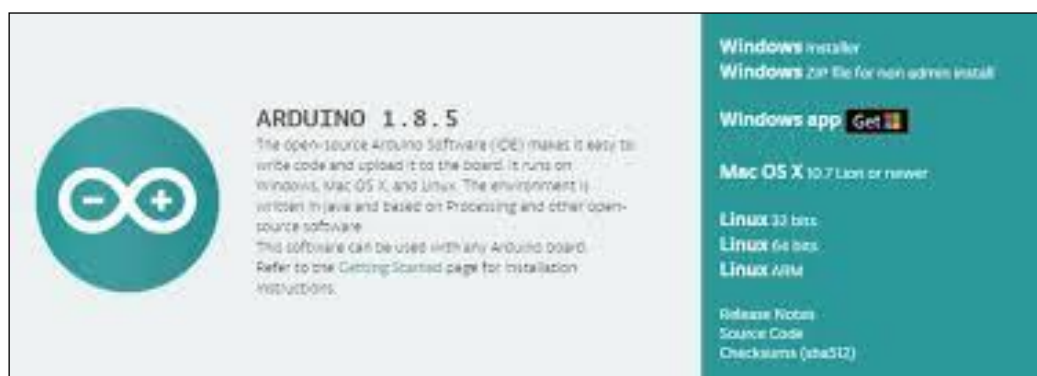 ARDUINO 1.8.5
The open-source Arduino Software (IDE) makes it easy to
write code and upload it to the board. It runs on
Windows, Mac OS X, and Linux. The environment is
written in Java and based on Processing and other open-
source software.
This software can be used with any Arduino board.
Refer to the Getting Started page for Installation
instructions.
Windows Installer
Windows ZIP file for non admin install
Windows app Get
Mac OS X 10.7 Lion or newer
Linux 32 bits
Linux 64 bits
Linux ARM
Release Notes
Source Code
Checksums (sha512)